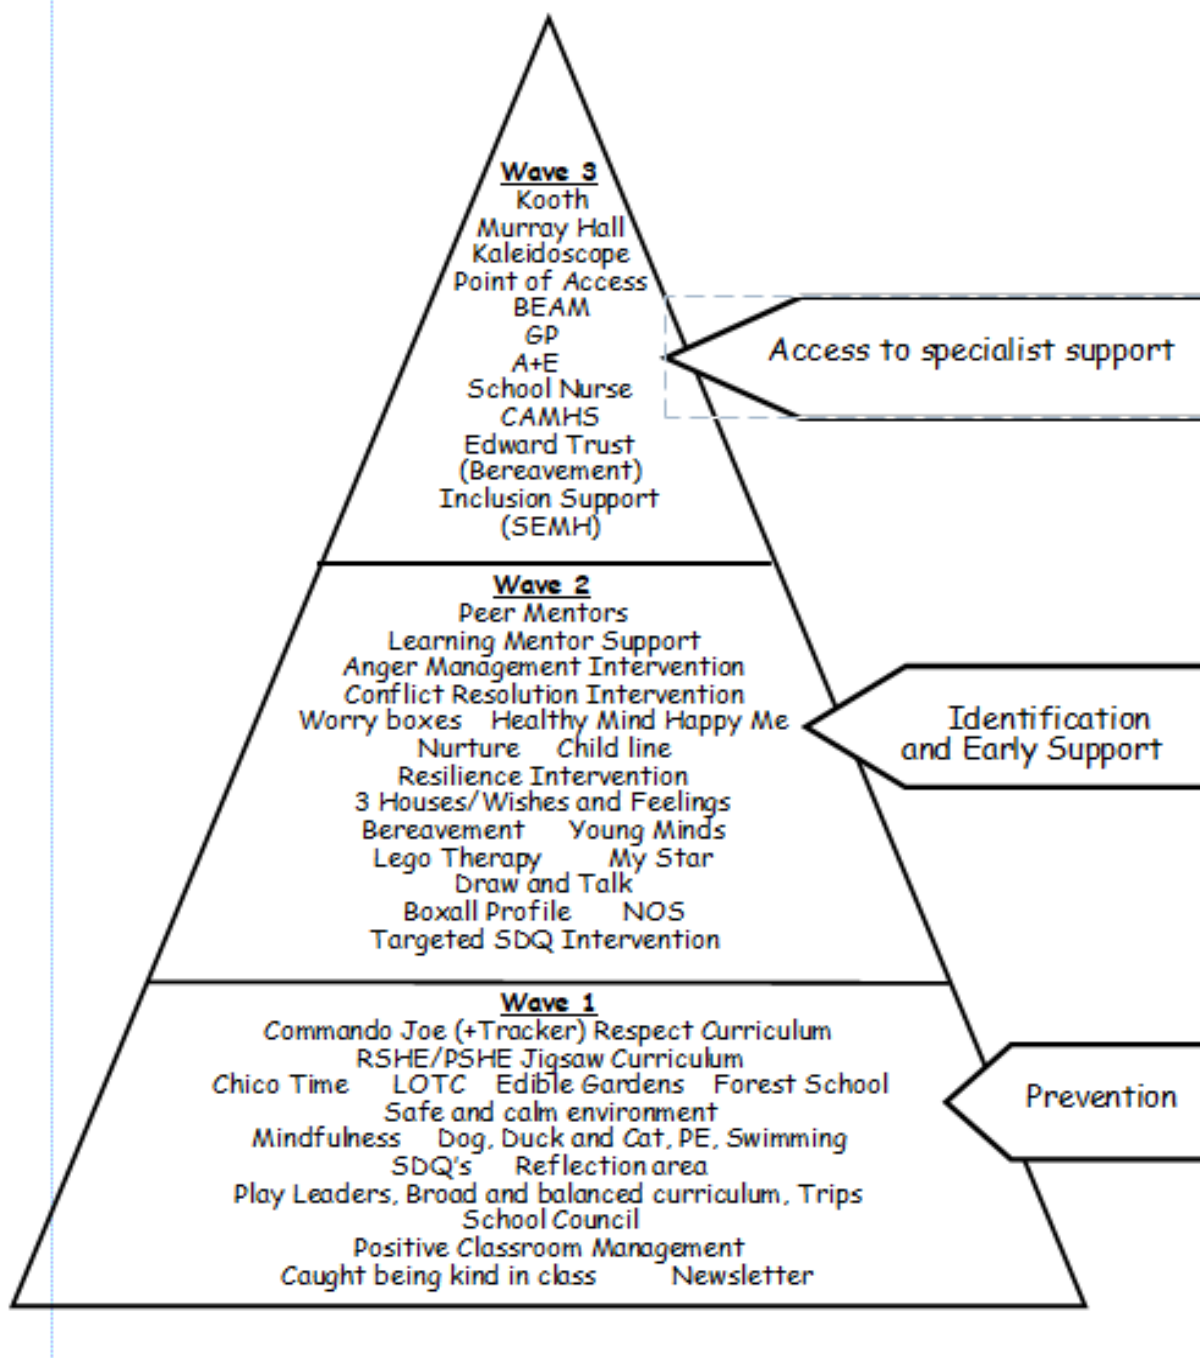 Wave 3
Kooth
Murray Hall
Kaleidoscope
Point of Access
BEAM
GP
A+E
School Nurse
CAMHS
Edward Trust
(Bereavement)
Inclusion Support
(SEMH)
Access to specialist support
Wave 2
Peer Mentors
Learning Mentor Support
Anger Management Intervention
Conflict Resolution Intervention
Worry boxes Healthy Mind Happy Me
Nurture Child line
Resilience Intervention
3 Houses/Wishes and Feelings
Bereavement Young Minds
Lego Therapy My Star
Draw and Talk
Boxall Profile NOS
Targeted SDQ Intervention
Identification
and Early Support
Wave 1
Commando Joe (+Tracker) Respect Curriculum
RSHE/PSHE Jigsaw Curriculum
Chico Time LOTC Edible Gardens Forest School
Safe and calm environment
Mindfulness Dog, Duck and Cat, PE, Swimming
SDQ's Reflection area
Play Leaders, Broad and balanced curriculum, Trips
School Council
Positive Classroom Management
Caught being kind in class Newsletter
Prevention